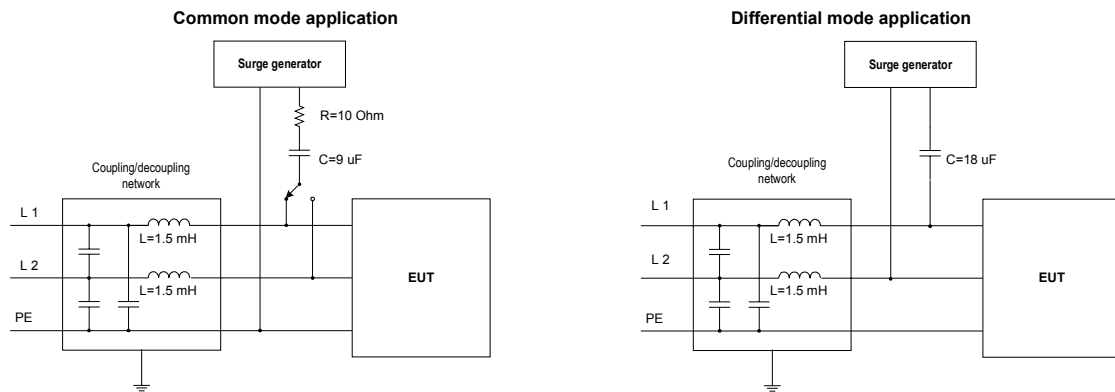 Common mode application
Surge generator
R=10 Ohm
C=9 uF
Coupling/decoupling
network
L 1
L=1.5 mH
L 2
L=1.5 mH
EUT
PE
Differential mode application
Surge generator
C=18 uF
Coupling/decoupling
network
L 1
L=1.5 mH
L 2
L=1.5 mH
EUT
PE